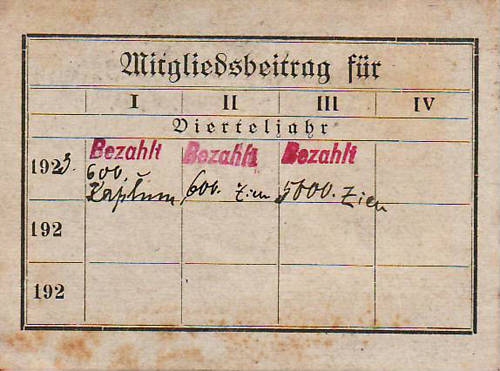 Mitgliedsbeitrag für
I II III IV
Vierteljahr
1923. Bezahlt Bezahlt Bezahlt
600. 600. 5000.
192
192